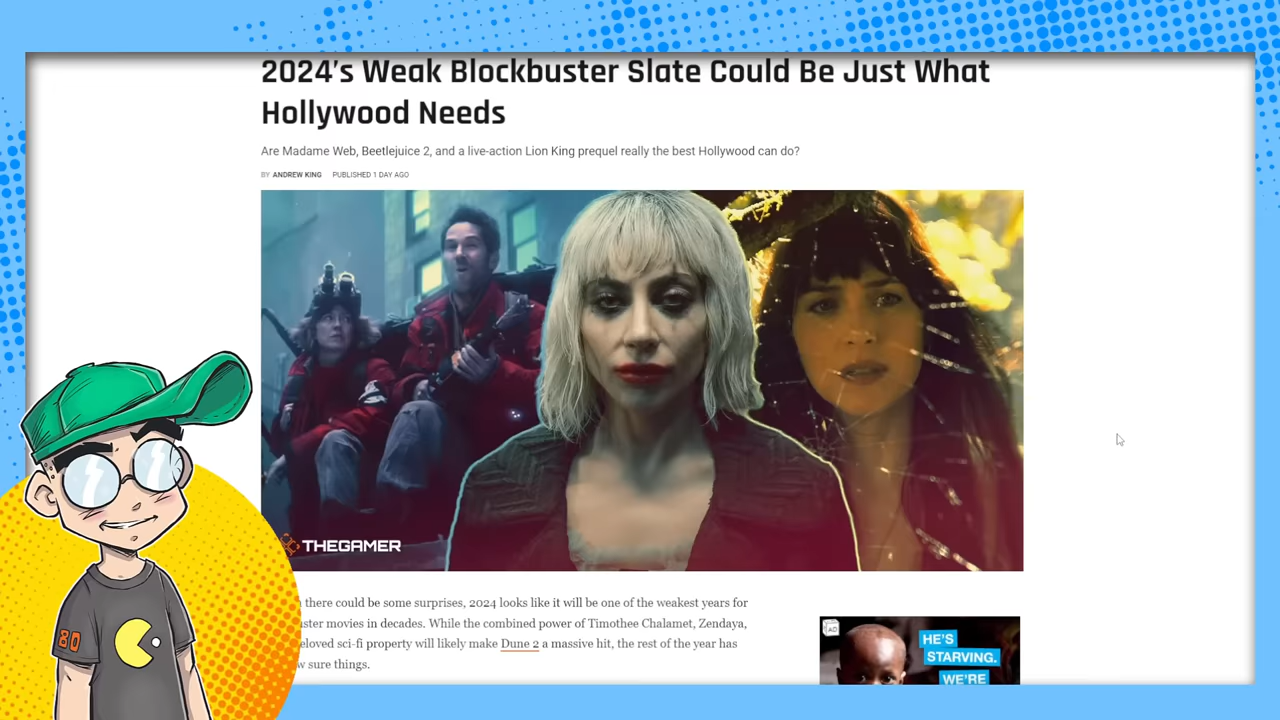 2024's Weak Blockbuster Slate Could Be Just What
Hollywood Needs
Are Madame Web, Beetlejuice 2, and a live-action Lion King prequel really the best Hollywood can do?
BY ANDREW KING PUBLISHED 1 DAY AGO
THEGAMER
there could be some surprises, 2024 looks like it will be one of the weakest years for
movies in decades. While the combined power of Timothee Chalamet, Zendaya,
sci-fi property will likely make Dune 2 a massive hit, the rest of the year has
sure things.
AD
HE'S
STARVING.
WE'RE
80